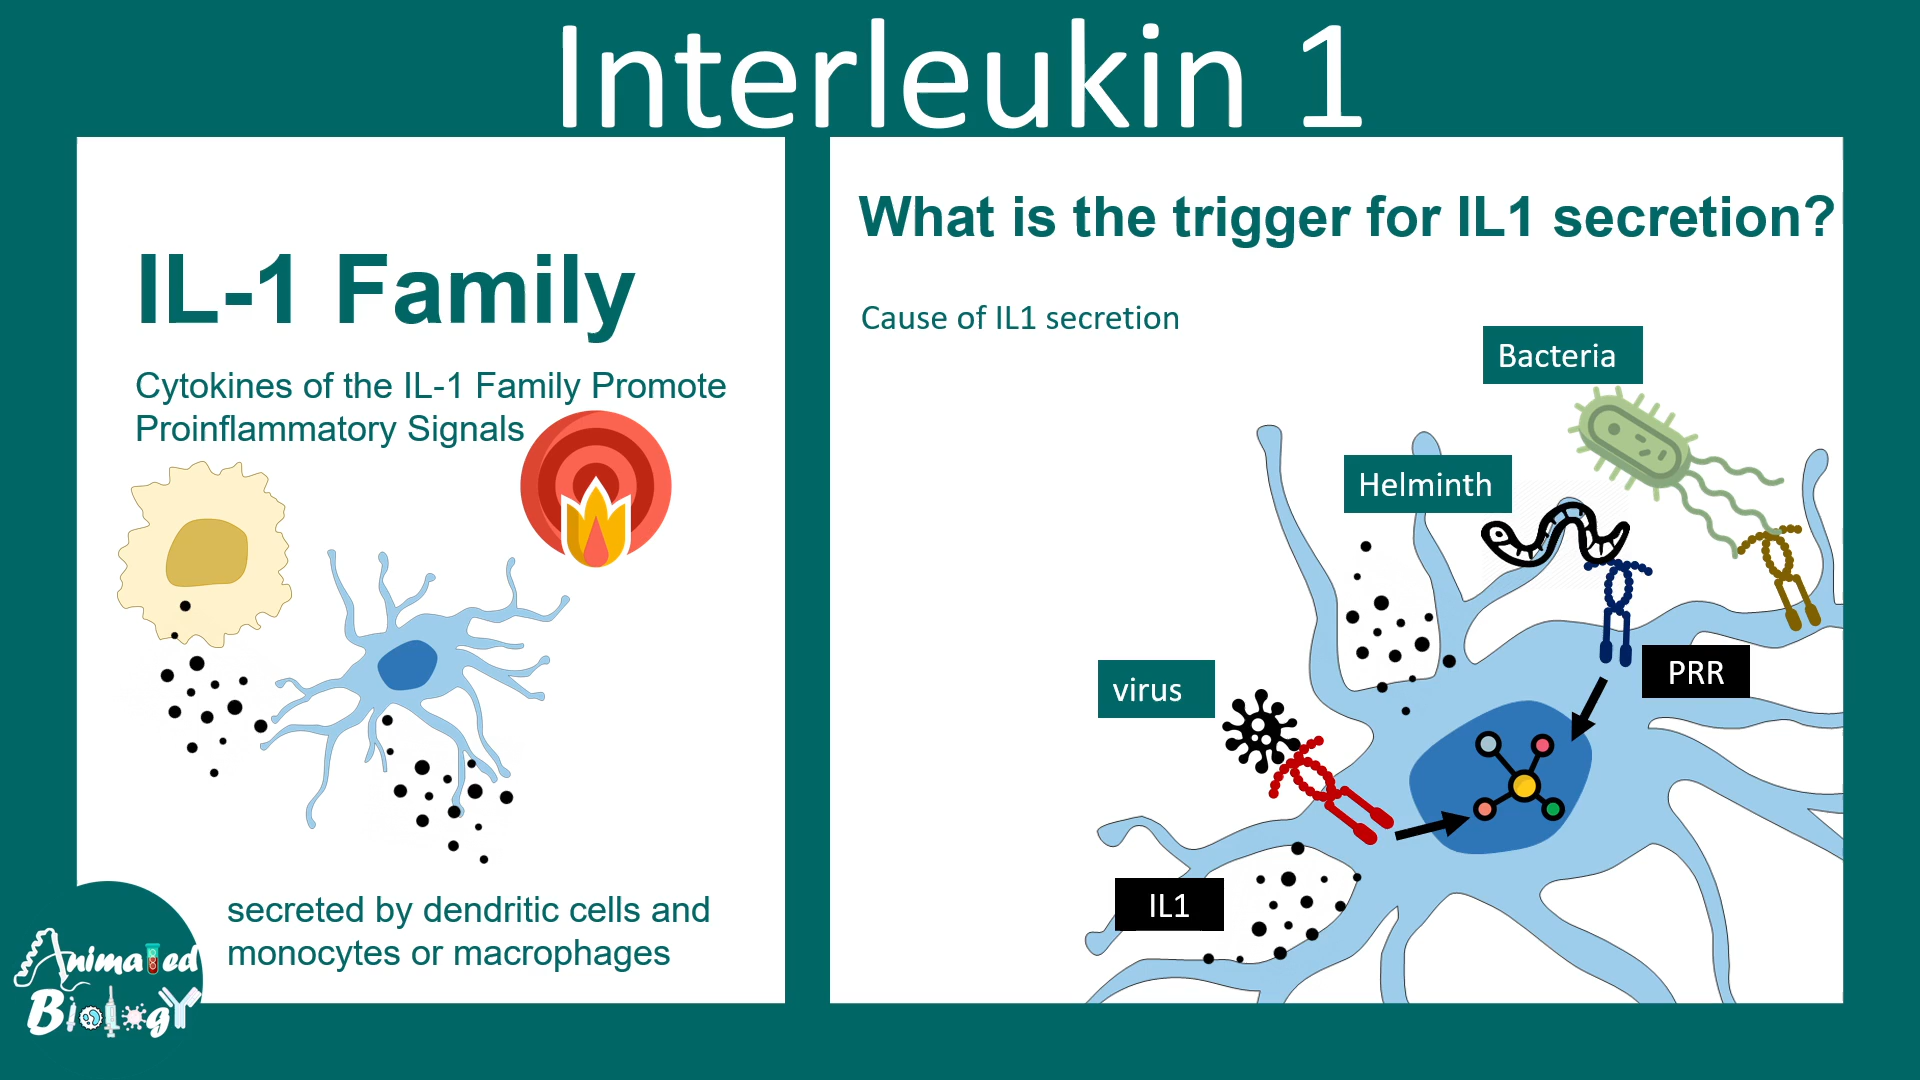 Interleukin 1
IL-1 Family
Cytokines of the IL-1 Family Promote
Proinflammatory Signals
secreted by dendritic cells and
monocytes or macrophages
Animated
Biology
What is the trigger for IL1 secretion?
Cause of IL1 secretion
Bacteria
Helminth
PRR
virus
IL1